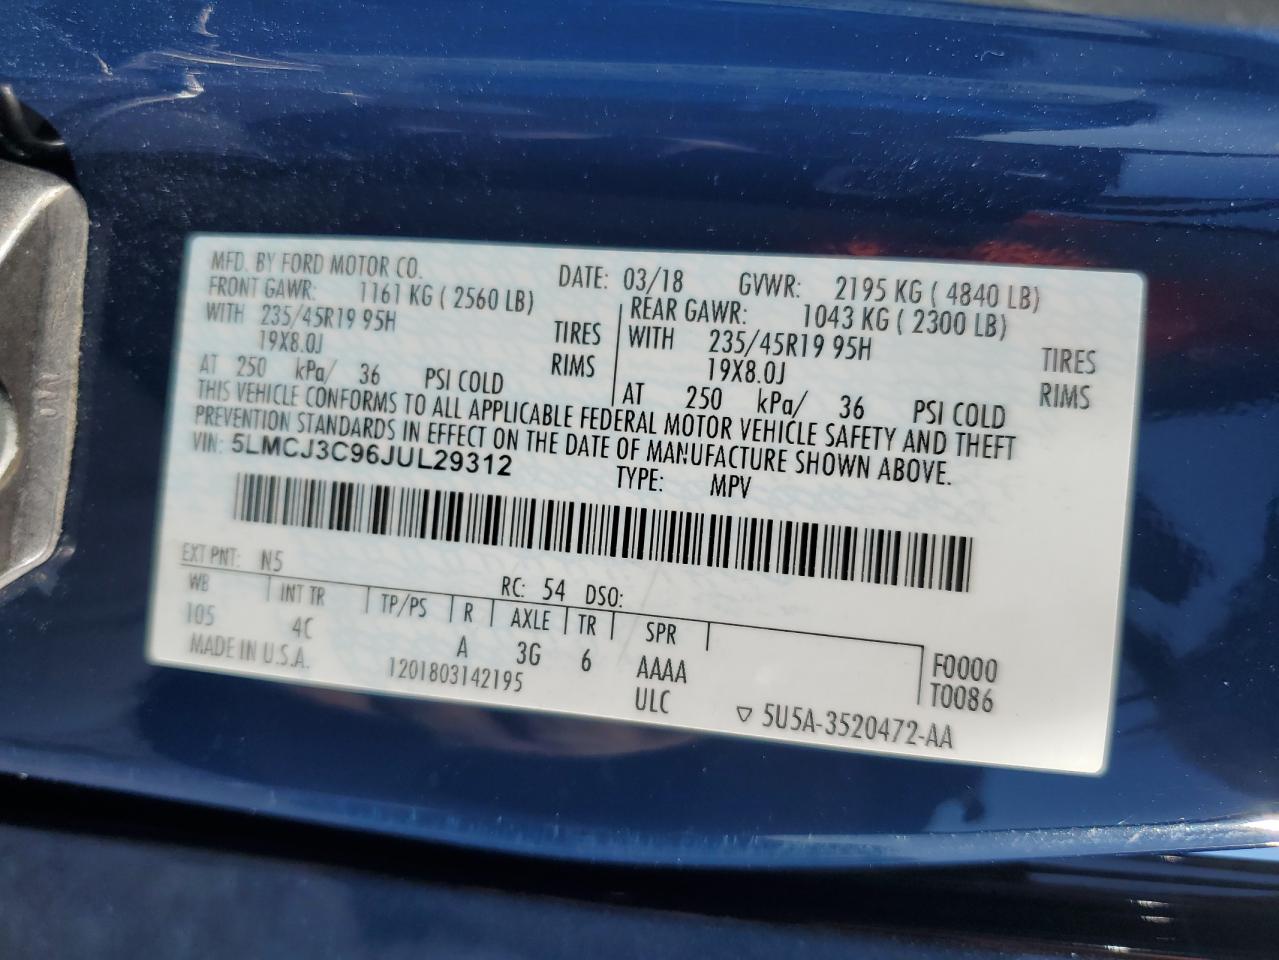 MFD. BY FORD MOTOR CO. DATE: 03/18 GVWR: 2195 KG ( 4840 LB)
FRONT GAWR: 1161 KG ( 2560 LB) REAR GAWR: 1043 KG ( 2300 LB)
WITH 235/45R19 95H TIRES WITH 235/45R19 95H TIRES
19X8.0J RIMS 19X8.0J RIMS
AT 250 kPa/ 36 PSI COLD AT 250 kPa/ 36 PSI COLD
THIS VEHICLE CONFORMS TO ALL APPLICABLE FEDERAL MOTOR VEHICLE SAFETY AND THEFT
PREVENTION STANDARDS IN EFFECT ON THE DATE OF MANUFACTURE SHOWN ABOVE.
VIN: 5LMCJ3C96JUL29312
TYPE: MPV
EXT PNT: N5 RC: 54 DSO:
WB INT TR TP/PS R AXLE TR SPR
105 4C A 3G 6 AAAA F0000
MADE IN U.S.A. 1201803142195 ULC T0086
▽ 5U5A-3520472-AA